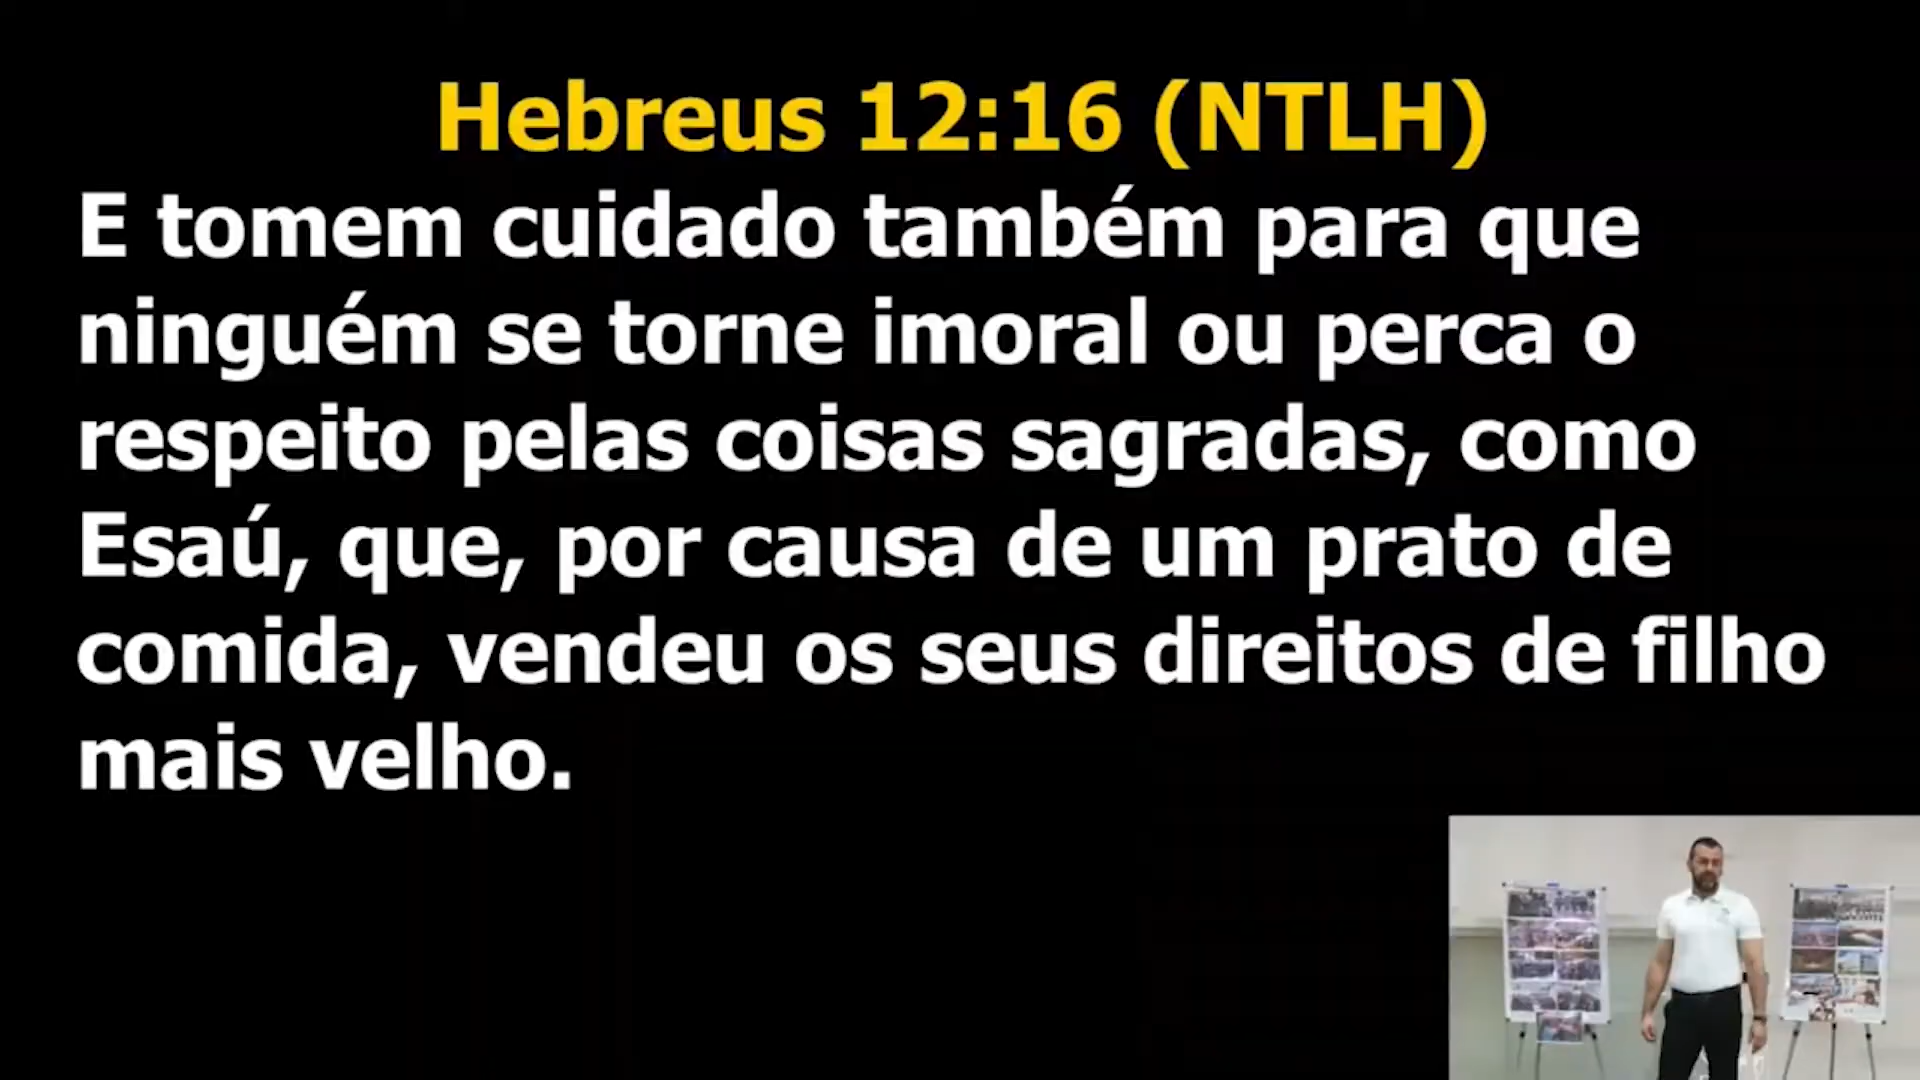 Hebreus 12:16 (NTLH)
E tomem cuidado também para que
ninguém se torne imoral ou perca o
respeito pelas coisas sagradas, como
Esaú, que, por causa de um prato de
comida, vendeu os seus direitos de filho
mais velho.